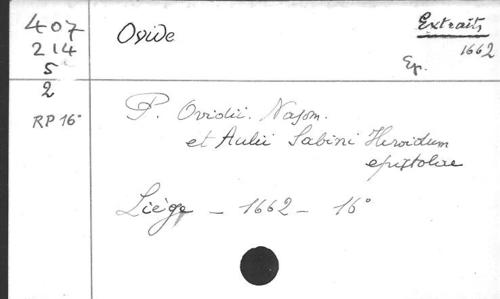 407
214
5
2
RP 16°
Ovide
Extraits
1662
Ep.
P. Ovidii. Nason.
et Aulii Sabini Heroidum
epistolae
Liége - 1662 - 16°